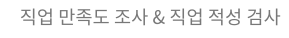 직업 만족도 조사 & 직업 적성 검사